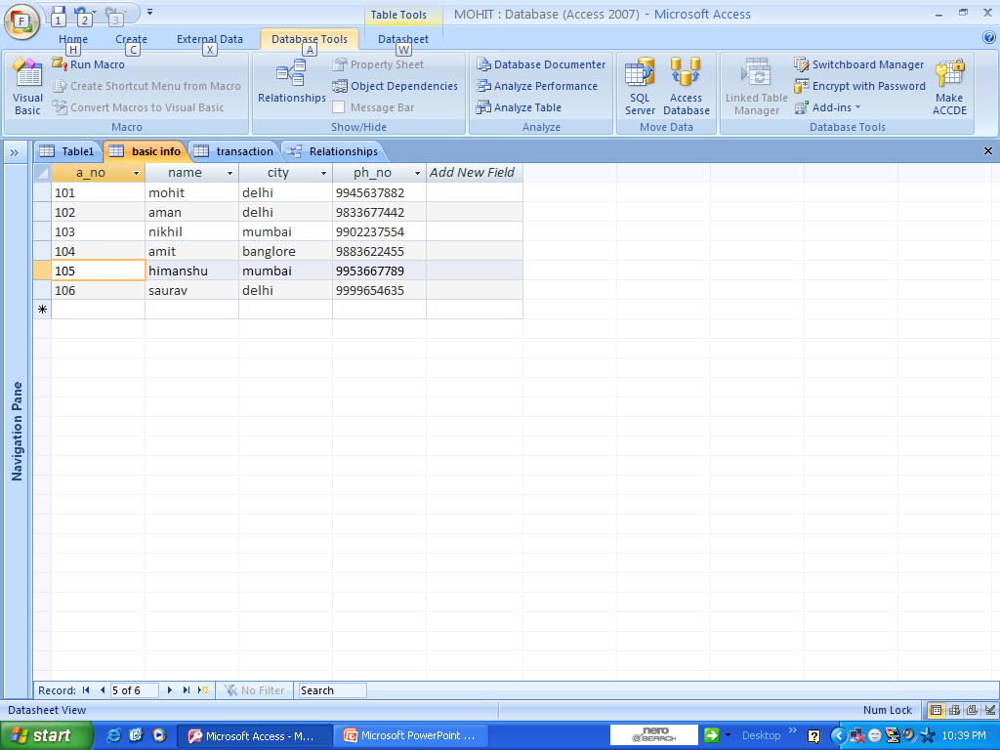 Table Tools
MOHIT : Database (Access 2007) - Microsoft Access
F
1 2 3
Home Create External Data Database Tools Datasheet
H C X A W
Visual Basic
Run Macro
Create Shortcut Menu from Macro
Convert Macros to Visual Basic
Macro
Relationships
Property Sheet
Object Dependencies
Message Bar
Show/Hide
Database Documenter
Analyze Performance
Analyze Table
Analyze
SQL Server
Access Database
Move Data
Linked Table Manager
Switchboard Manager
Encrypt with Password
Add-ins
Make ACCDE
Database Tools
» Table1 basic info transaction Relationships
a_no name city ph_no Add New Field
101 mohit delhi 9945637882
102 aman delhi 9833677442
103 nikhil mumbai 9902237554
104 amit banglore 9883622455
105 himanshu mumbai 9953667789
106 saurav delhi 9999654635
*
Navigation Pane
Record: 5 of 6 No Filter Search
Datasheet View Num Lock
start Microsoft Access - M... Microsoft PowerPoint ... nero SEARCH Desktop » 10:39 PM